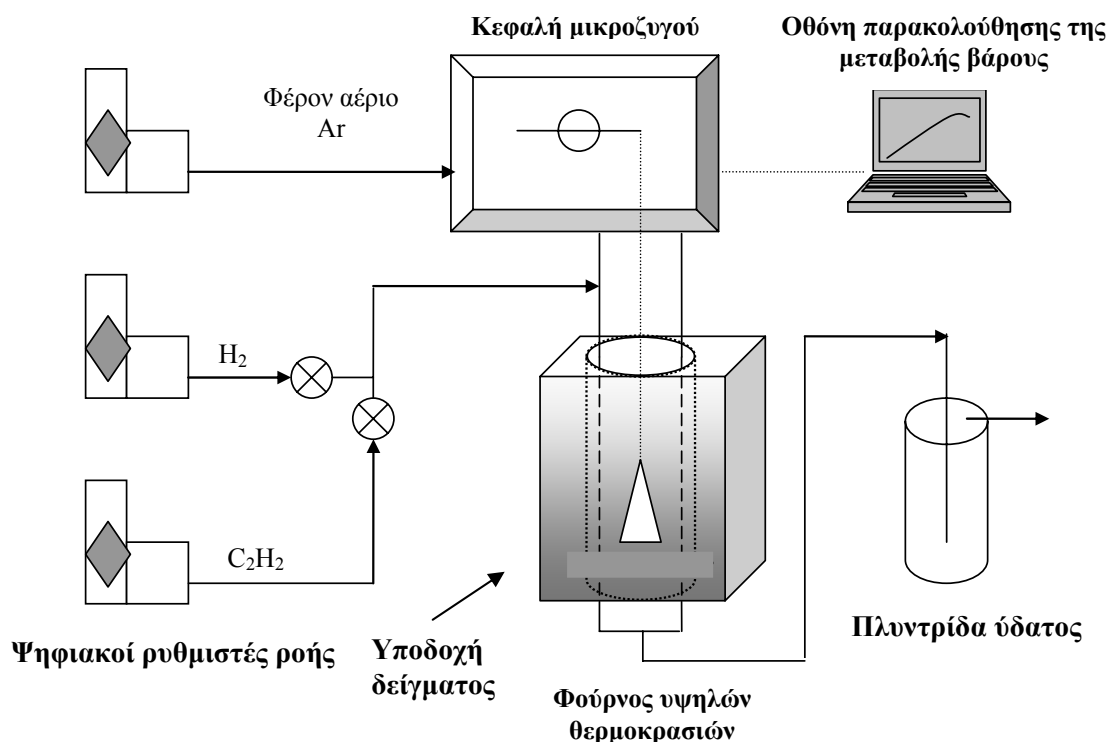 Κεφαλή μικροζυγού
Οθόνη παρακολούθησης της
μεταβολής βάρους
Φέρον αέριο
Ar
H₂
C₂H₂
Ψηφιακοί ρυθμιστές ροής
Υποδοχή
δείγματος
Φούρνος υψηλών
θερμοκρασιών
Πλυντρίδα ύδατος